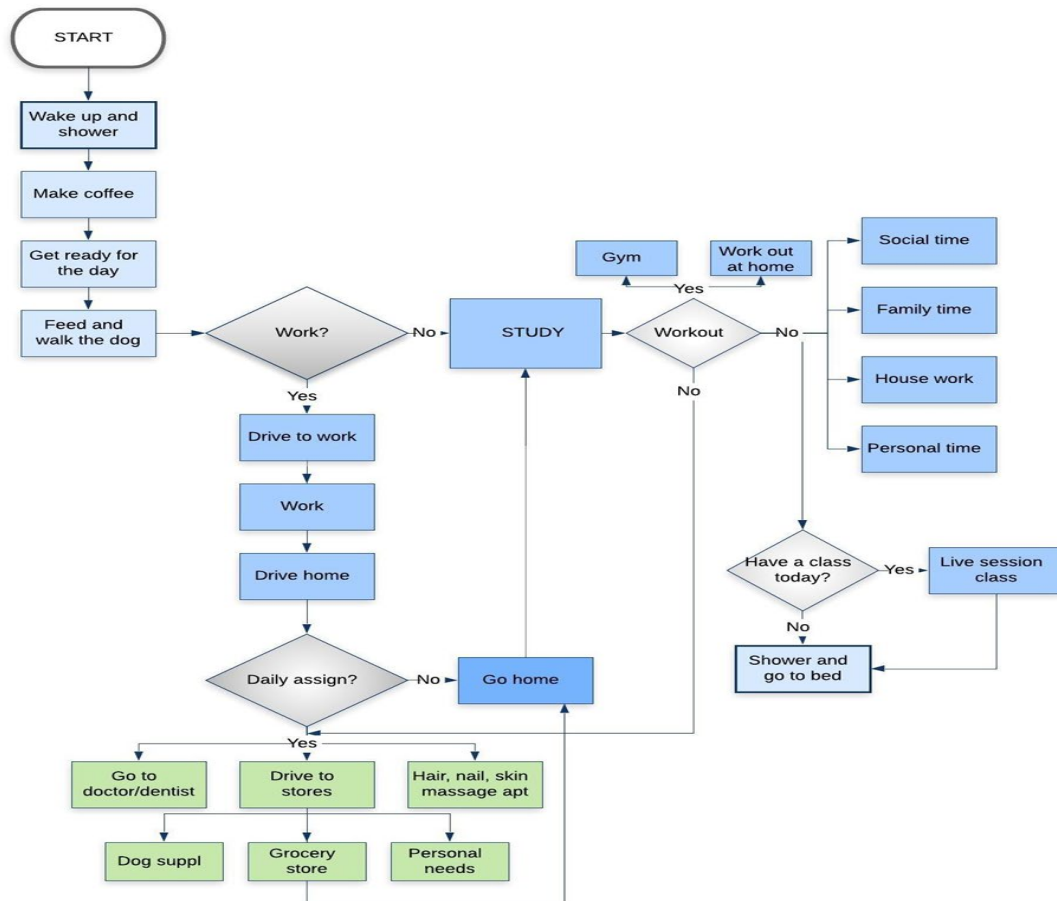 START
Wake up and
shower
Make coffee
Get ready for
the day
Feed and
walk the dog
Work?
No
STUDY
Workout
Yes
Gym
Work out
at home
No
Social time
Family time
House work
Personal time
No
Yes
Drive to work
Work
Drive home
Daily assign?
No
Go home
Have a class
today?
Yes
Live session
class
No
Shower and
go to bed
Yes
Go to
doctor/dentist
Drive to
stores
Hair, nail, skin
massage apt
Dog suppl
Grocery
store
Personal
needs